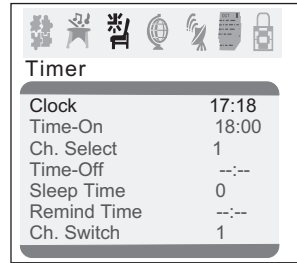 Timer
Clock 17:18
Time-On 18:00
Ch. Select 1
Time-Off --:--
Sleep Time 0
Remind Time --:--
Ch. Switch 1